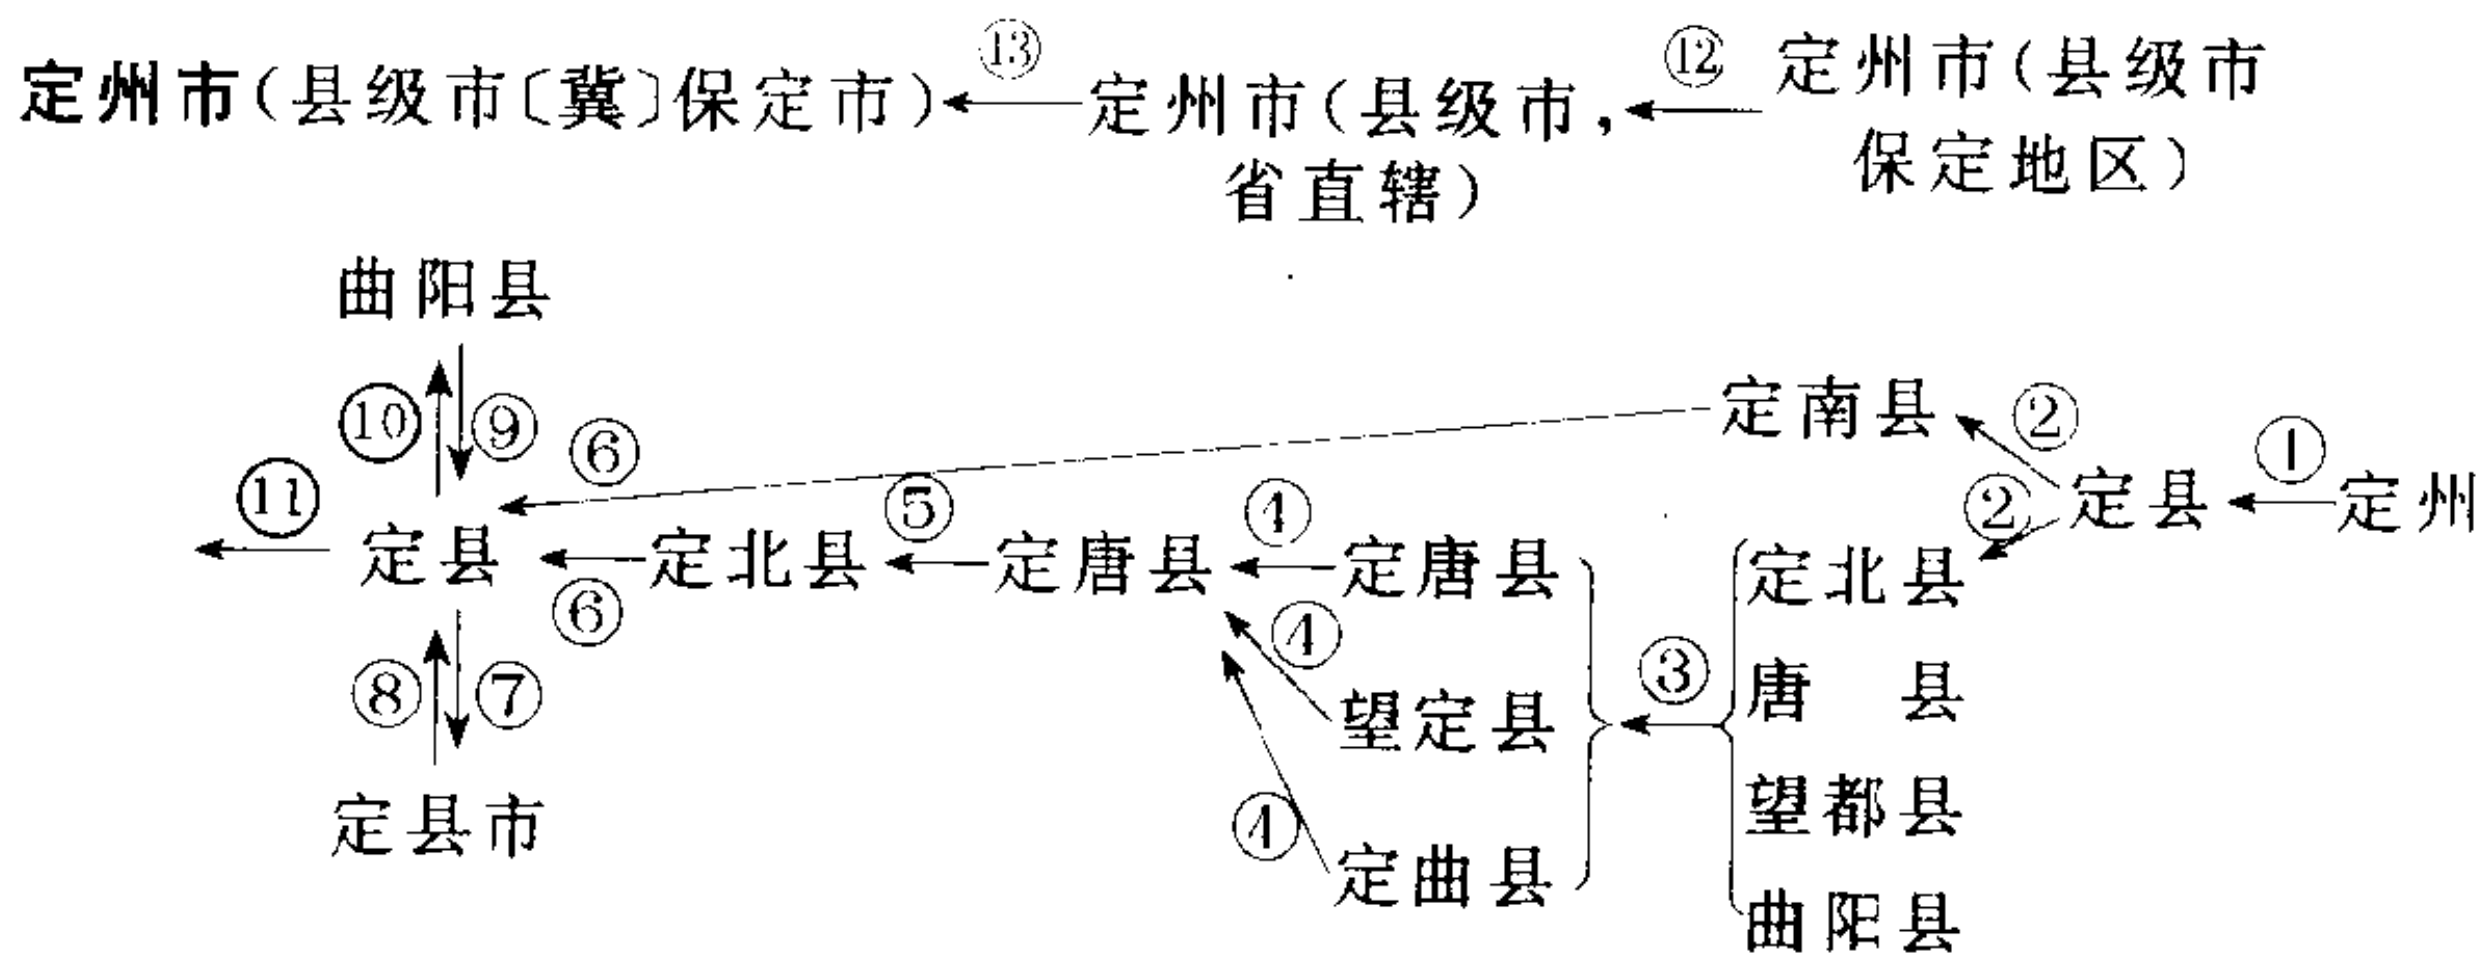 定州市(县级市〔冀〕保定市) ⑬ 定州市(县级市, ⑫ 定州市(县级市
省直辖) 保定地区)
曲阳县
⑩ ⑨ ⑥ 定南县 ② ①
⑪ 定县 ⑥ 定北县 ⑤ 定唐县 ④ 定唐县 定北县 ② 定县 定州
⑧ ⑦ ④ 望定县 ③ 唐 县
定县市 ④ 定曲县 望都县
曲阳县